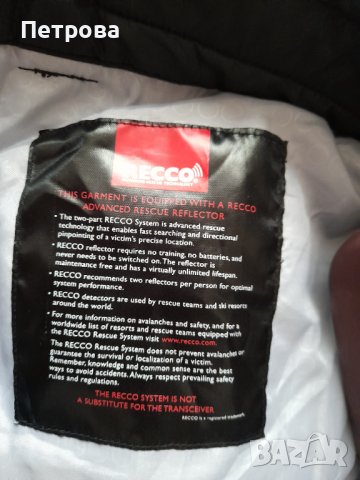 Петрова
RECCO
ADVANCED RESCUE TECHNOLOGY
THIS GARMENT IS EQUIPPED WITH A RECCO
ADVANCED RESCUE REFLECTOR
• The two-part RECCO System is advanced rescue
technology that enables fast searching and directional
pinpointing of a victim's precise location.
• RECCO reflector requires no training, no batteries, and
never needs to be switched on. The reflector is
maintenance free and has a virtually unlimited lifespan.
• RECCO recommends two reflectors per person for optimal
system performance.
• RECCO detectors are used by rescue teams and ski resorts
around the world.
• For more information on avalanches and safety, and for a
worldwide list of resorts and rescue teams equipped with
the RECCO Rescue System visit www.recco.com.
The RECCO Rescue System does not prevent avalanches or
guarantee the survival or localization of a victim.
Remember, knowledge and common sense are the best
ways to avoid accidents. Always respect prevailing safety
rules and regulations.
THE RECCO SYSTEM IS NOT
A SUBSTITUTE FOR THE TRANSCEIVER
RECCO is a registered trademark.
BAZAR